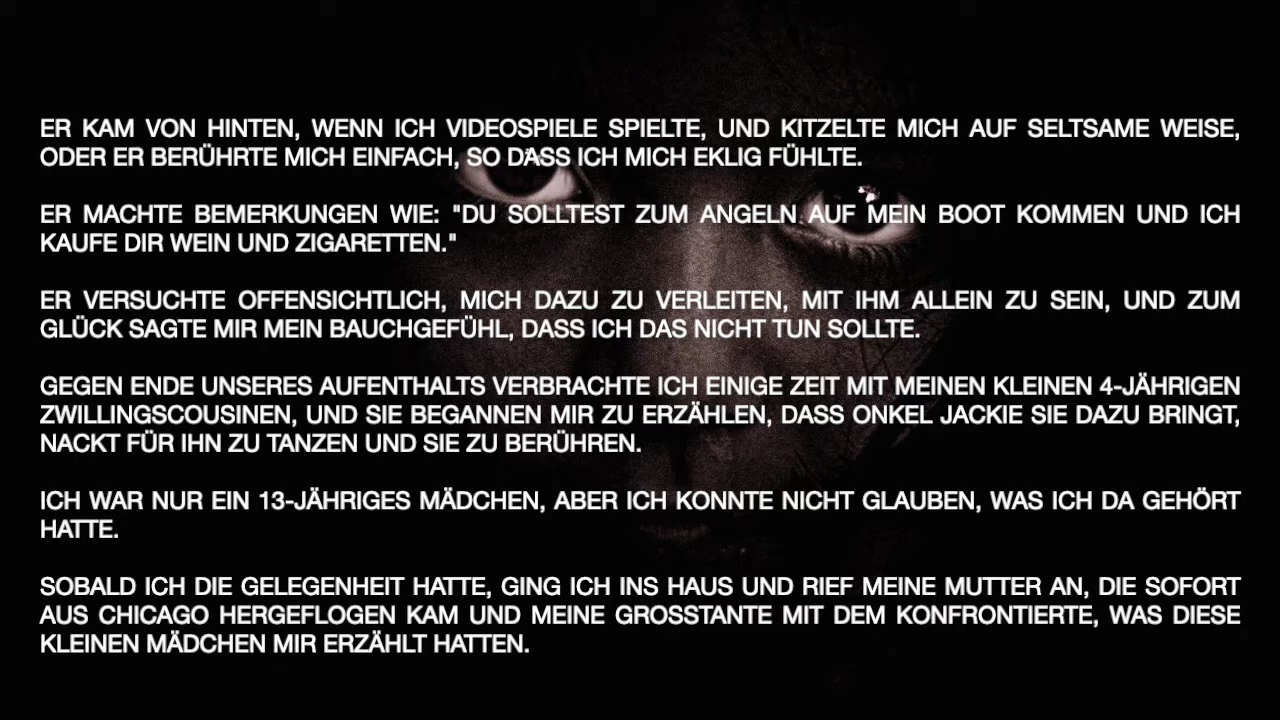 ER KAM VON HINTEN, WENN ICH VIDEOSPIELE SPIELTE, UND KITZELTE MICH AUF SELTSAME WEISE,
ODER ER BERÜHRTE MICH EINFACH, SO DASS ICH MICH EKLIG FÜHLTE.
ER MACHTE BEMERKUNGEN WIE: "DU SOLLTEST ZUM ANGELN AUF MEIN BOOT KOMMEN UND ICH
KAUFE DIR WEIN UND ZIGARETTEN."
ER VERSUCHTE OFFENSICHTLICH, MICH DAZU ZU VERLEITEN, MIT IHM ALLEIN ZU SEIN, UND ZUM
GLÜCK SAGTE MIR MEIN BAUCHGEFÜHL, DASS ICH DAS NICHT TUN SOLLTE.
GEGEN ENDE UNSERES AUFENTHALTS VERBRACHTE ICH EINIGE ZEIT MIT MEINEN KLEINEN 4-JÄHRIGEN
ZWILLINGSCOUSINEN, UND SIE BEGANNEN MIR ZU ERZÄHLEN, DASS ONKEL JACKIE SIE DAZU BRINGT,
NACKT FÜR IHN ZU TANZEN UND SIE ZU BERÜHREN.
ICH WAR NUR EIN 13-JÄHRIGES MÄDCHEN, ABER ICH KONNTE NICHT GLAUBEN, WAS ICH DA GEHÖRT
HATTE.
SOBALD ICH DIE GELEGENHEIT HATTE, GING ICH INS HAUS UND RIEF MEINE MUTTER AN, DIE SOFORT
AUS CHICAGO HERGEFLOGEN KAM UND MEINE GROSSTANTE MIT DEM KONFRONTIERTE, WAS DIESE
KLEINEN MÄDCHEN MIR ERZÄHLT HATTEN.